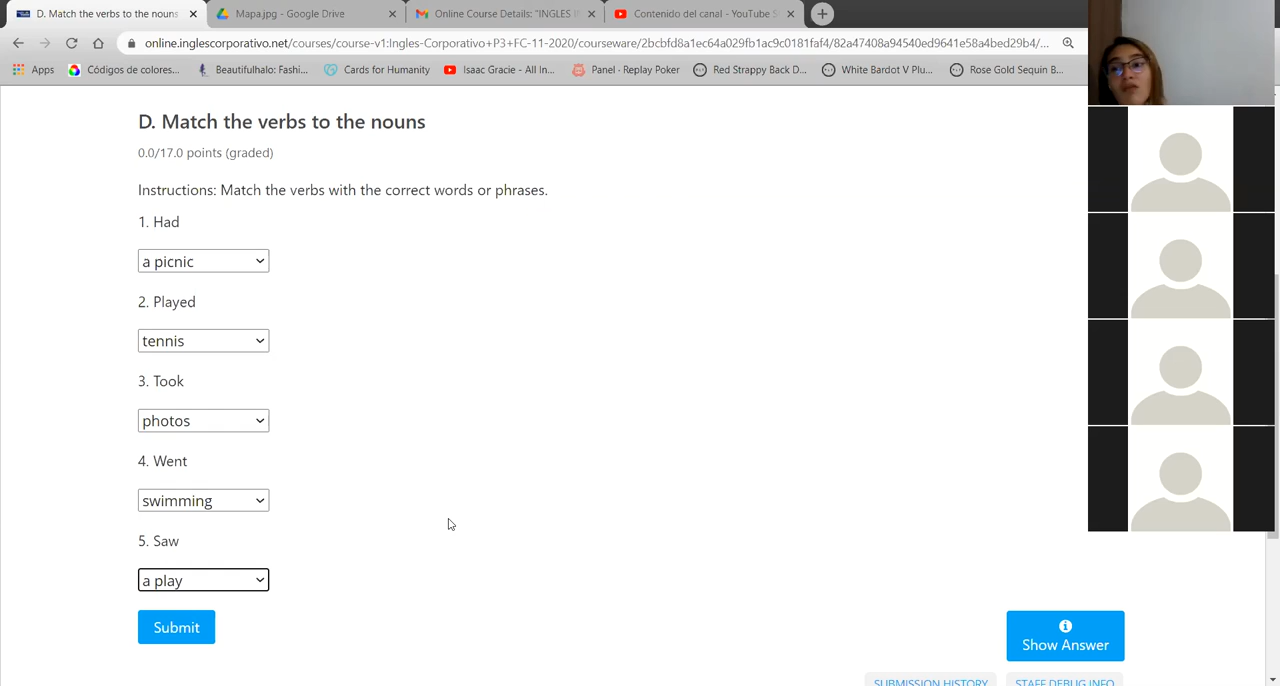 D. Match the verbs to the nouns
Mapa.jpg - Google Drive
Online Course Details: "INGLES I
Contenido del canal - YouTube S
online.inglescorporativo.net/courses/course-v1:Ingles-Corporativo+P3+FC-11-2020/courseware/2bcbfd8a1ec64a029fb1ac9c0181faf4/82a47408a94540ed9641e58a4bed29b4/...
Apps
Códigos de colores...
Beautifulhalo: Fashi...
Cards for Humanity
Isaac Gracie - All In...
Panel · Replay Poker
Red Strappy Back D...
White Bardot V Plu...
Rose Gold Sequin B...
D. Match the verbs to the nouns
0.0/17.0 points (graded)
Instructions: Match the verbs with the correct words or phrases.
1. Had
a picnic
2. Played
tennis
3. Took
photos
4. Went
swimming
5. Saw
a play
Submit
Show Answer
SUBMISSION HISTORY
STAFF DEBUG INFO